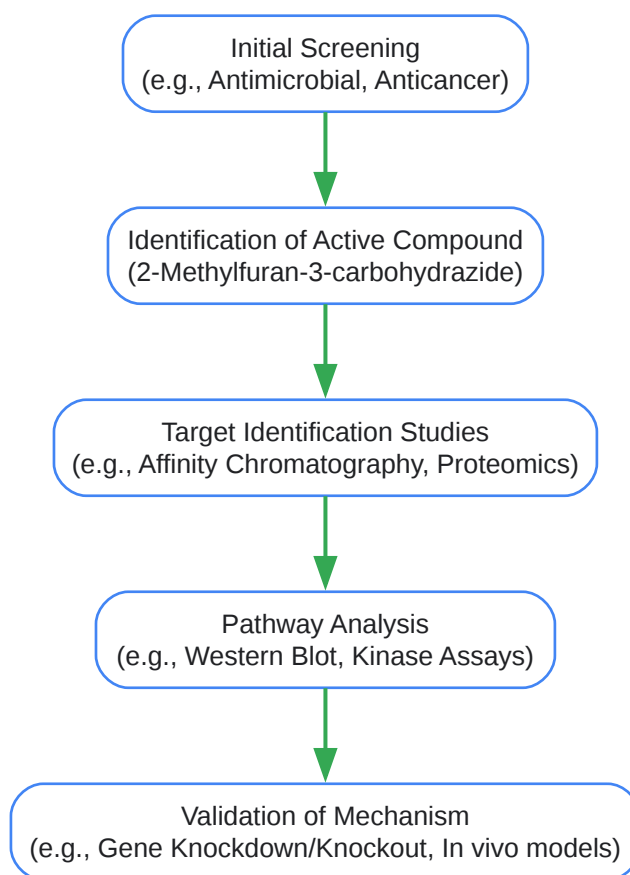 Initial Screening
(e.g., Antimicrobial, Anticancer)
Identification of Active Compound
(2-Methylfuran-3-carbohydrazide)
Target Identification Studies
(e.g., Affinity Chromatography, Proteomics)
Pathway Analysis
(e.g., Western Blot, Kinase Assays)
Validation of Mechanism
(e.g., Gene Knockdown/Knockout, In vivo models)